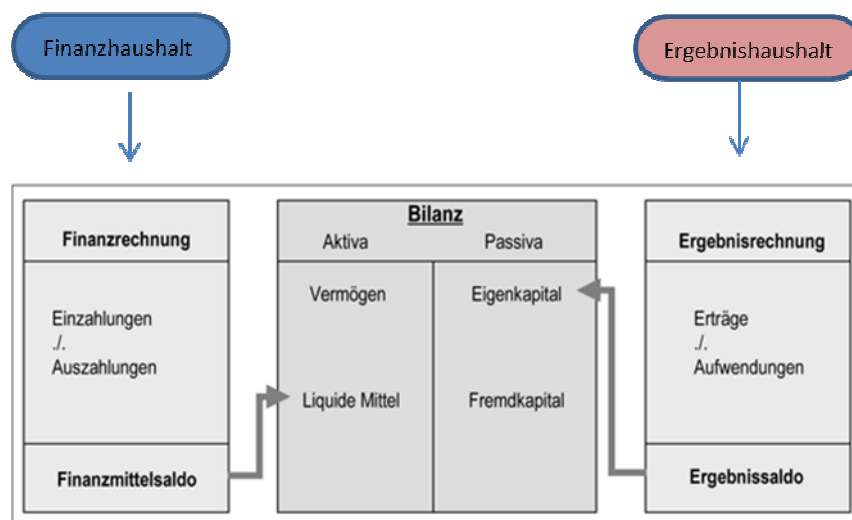 Finanzhaushalt
Ergebnishaushalt
Finanzrechnung
Einzahlungen
./.
Auszahlungen
Finanzmittelsaldo
Bilanz
Aktiva Passiva
Vermögen Eigenkapital
Liquide Mittel Fremdkapital
Ergebnisrechnung
Erträge
./.
Aufwendungen
Ergebnissaldo